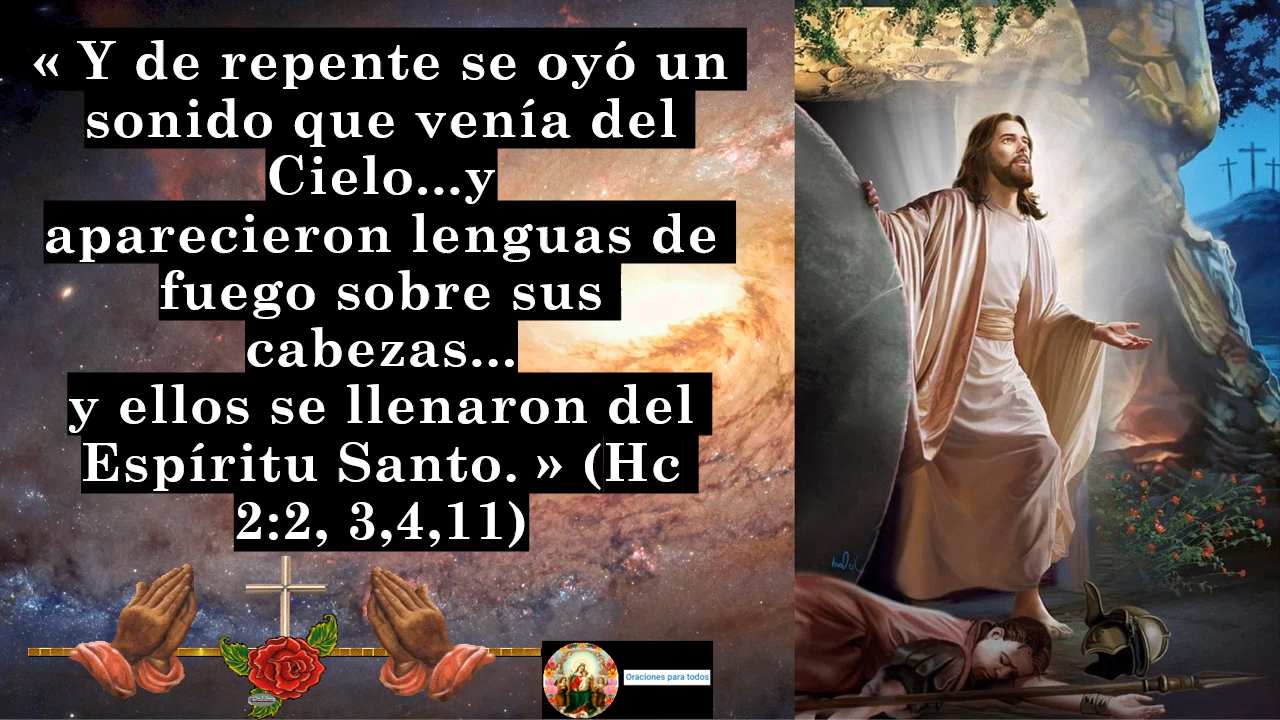 « Y de repente se oyó un
sonido que venía del
Cielo...y
aparecieron lenguas de
fuego sobre sus
cabezas...
y ellos se llenaron del
Espíritu Santo. » (Hc
2:2, 3,4,11)
Oraciones para todos